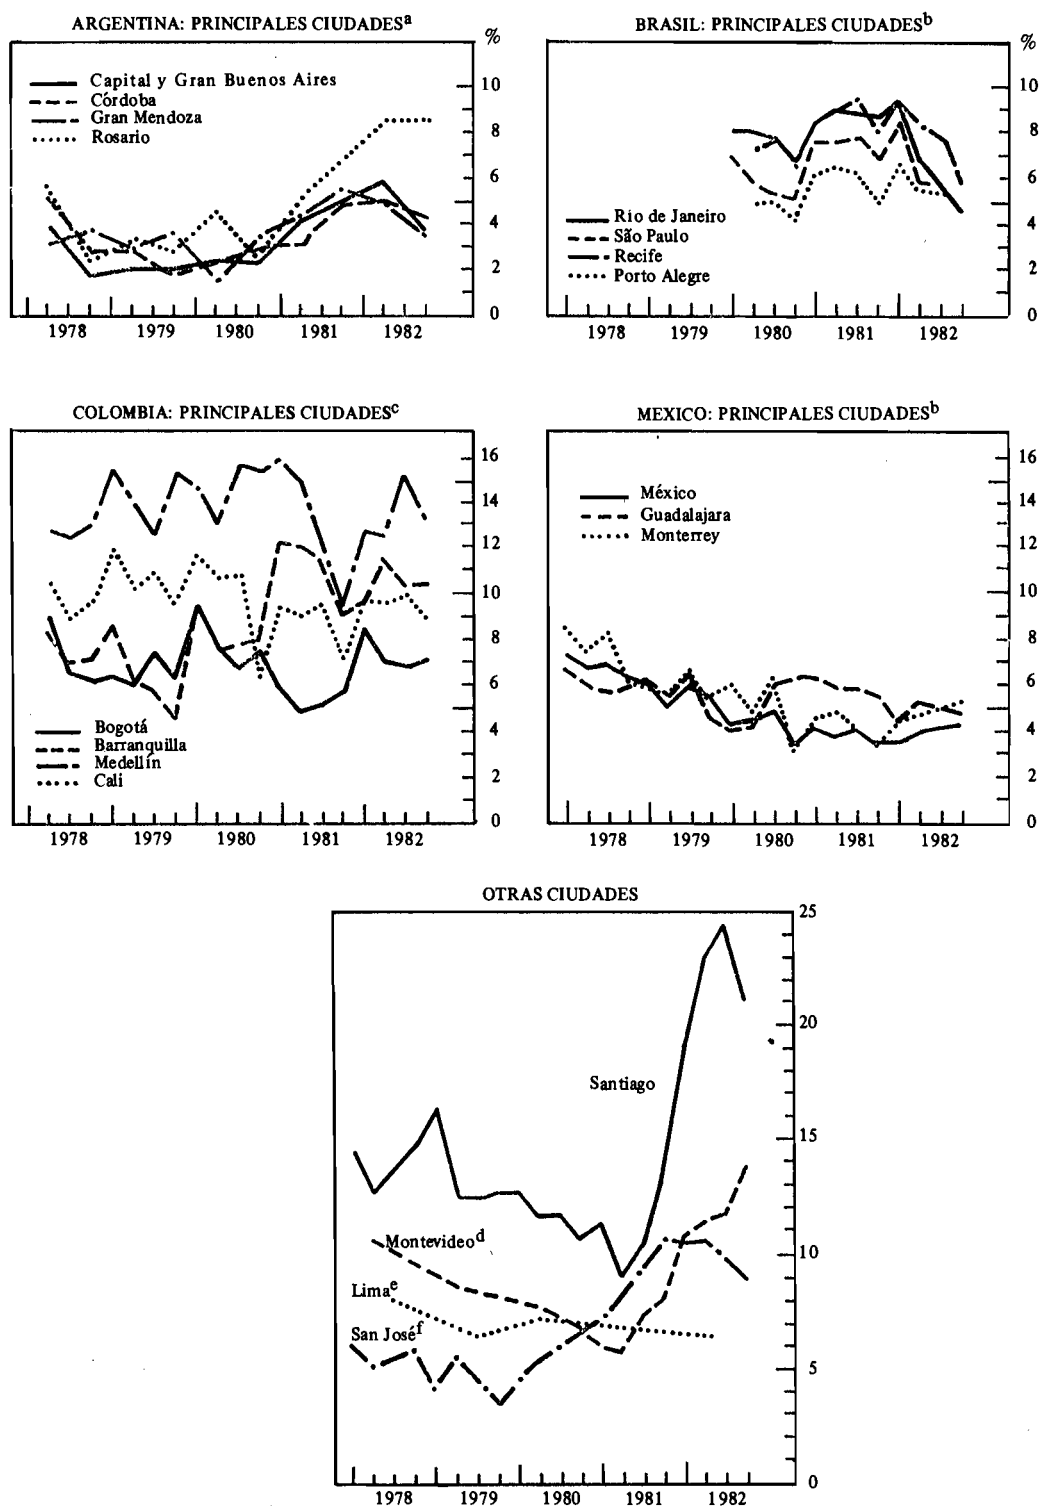 ARGENTINA: PRINCIPALES CIUDADESa
%
Capital y Gran Buenos Aires
Córdoba
Gran Mendoza
Rosario
10
8
6
4
2
0
1978 1979 1980 1981 1982
BRASIL: PRINCIPALES CIUDADESb
%
10
8
6
4
2
0
Río de Janeiro
São Paulo
Recife
Porto Alegre
1978 1979 1980 1981 1982
COLOMBIA: PRINCIPALES CIUDADESc
16
14
12
10
8
6
4
2
0
Bogotá
Barranquilla
Medellín
Cali
1978 1979 1980 1981 1982
MEXICO: PRINCIPALES CIUDADESb
México
Guadalajara
Monterrey
16
14
12
10
8
6
4
2
0
1978 1979 1980 1981 1982
OTRAS CIUDADES
25
20
15
10
5
0
Santiago
Montevideod
Limae
San Joséf
1978 1979 1980 1981 1982